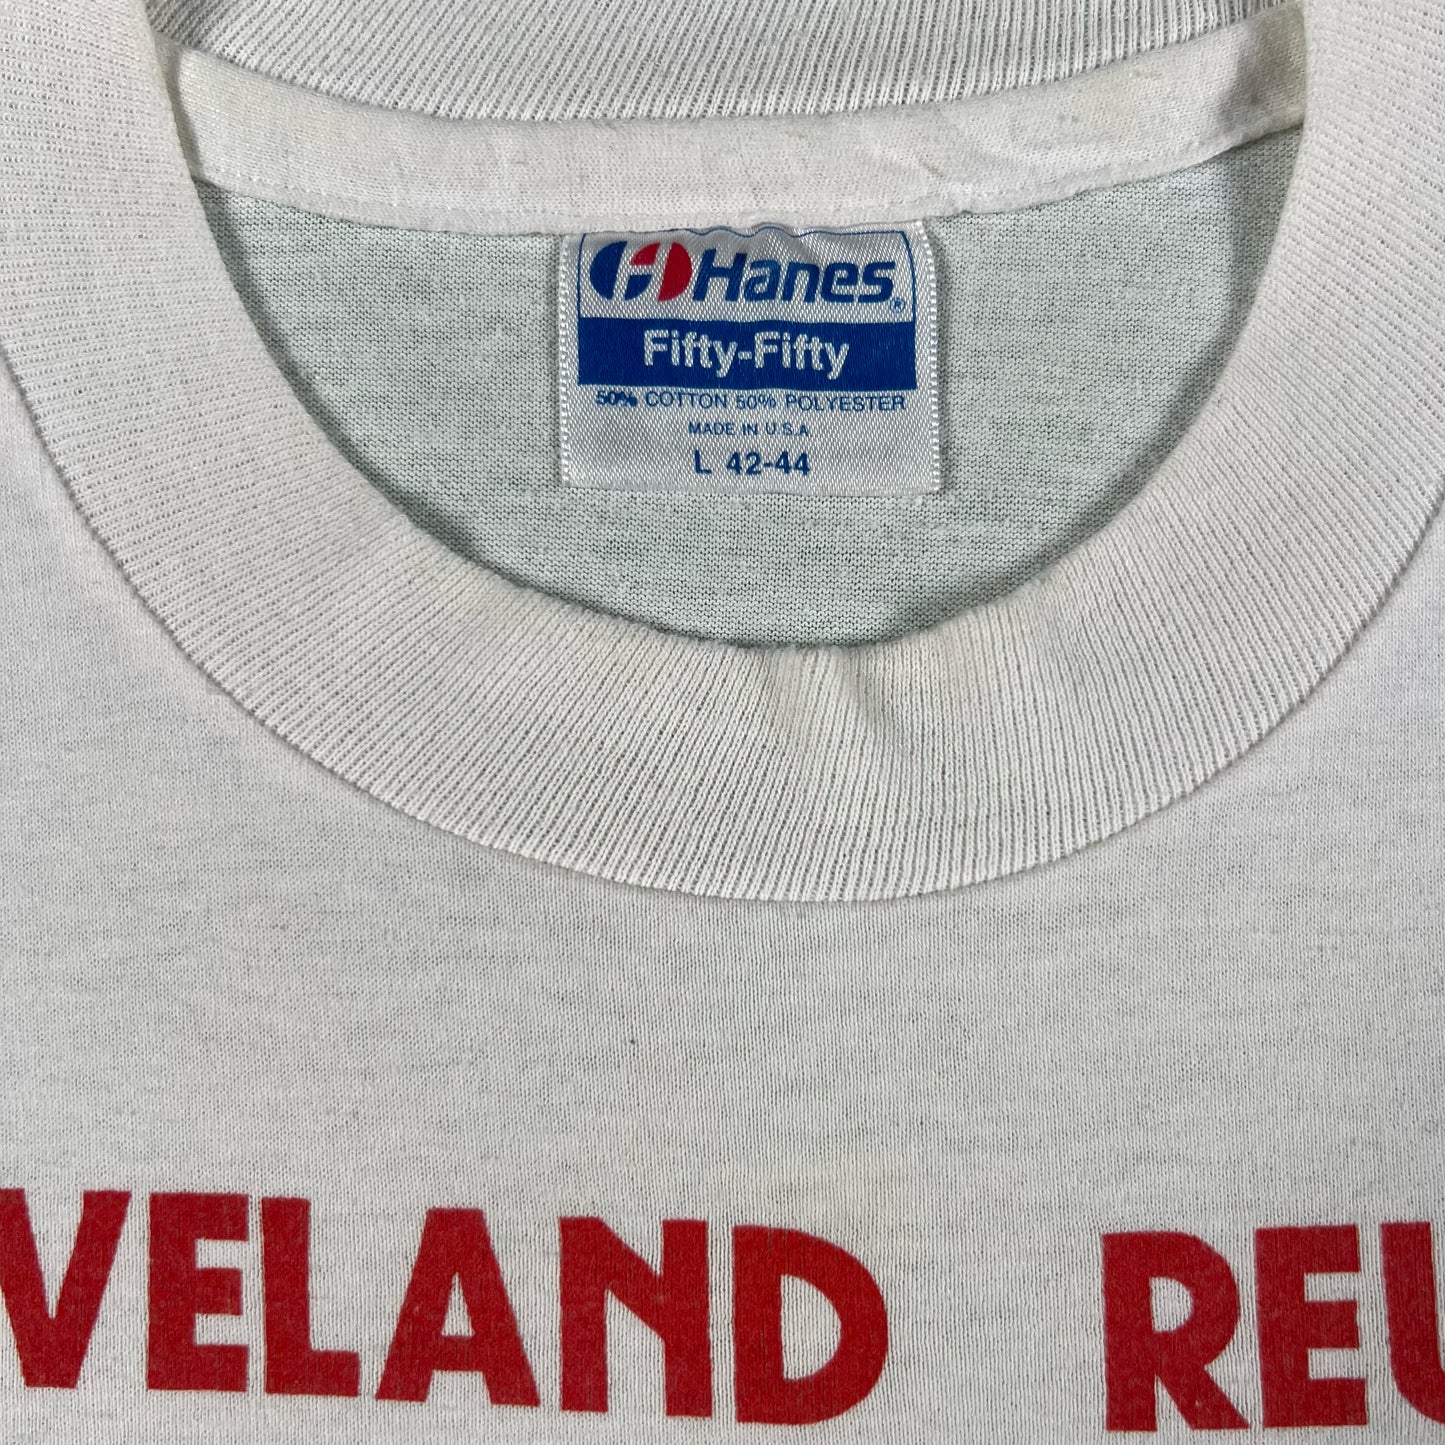 Hanes®
Fifty-Fifty
50% COTTON 50% POLYESTER
MADE IN U.S.A.
L 42-44
VELAND REU